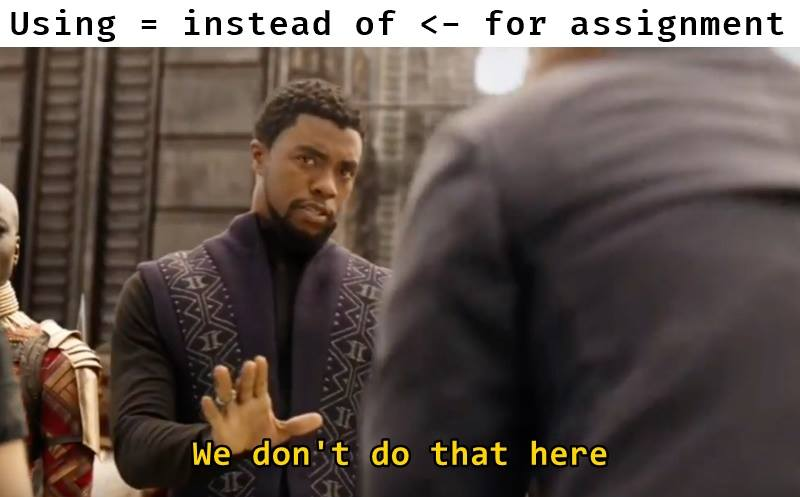 Using = instead of <- for assignment
We don't do that here